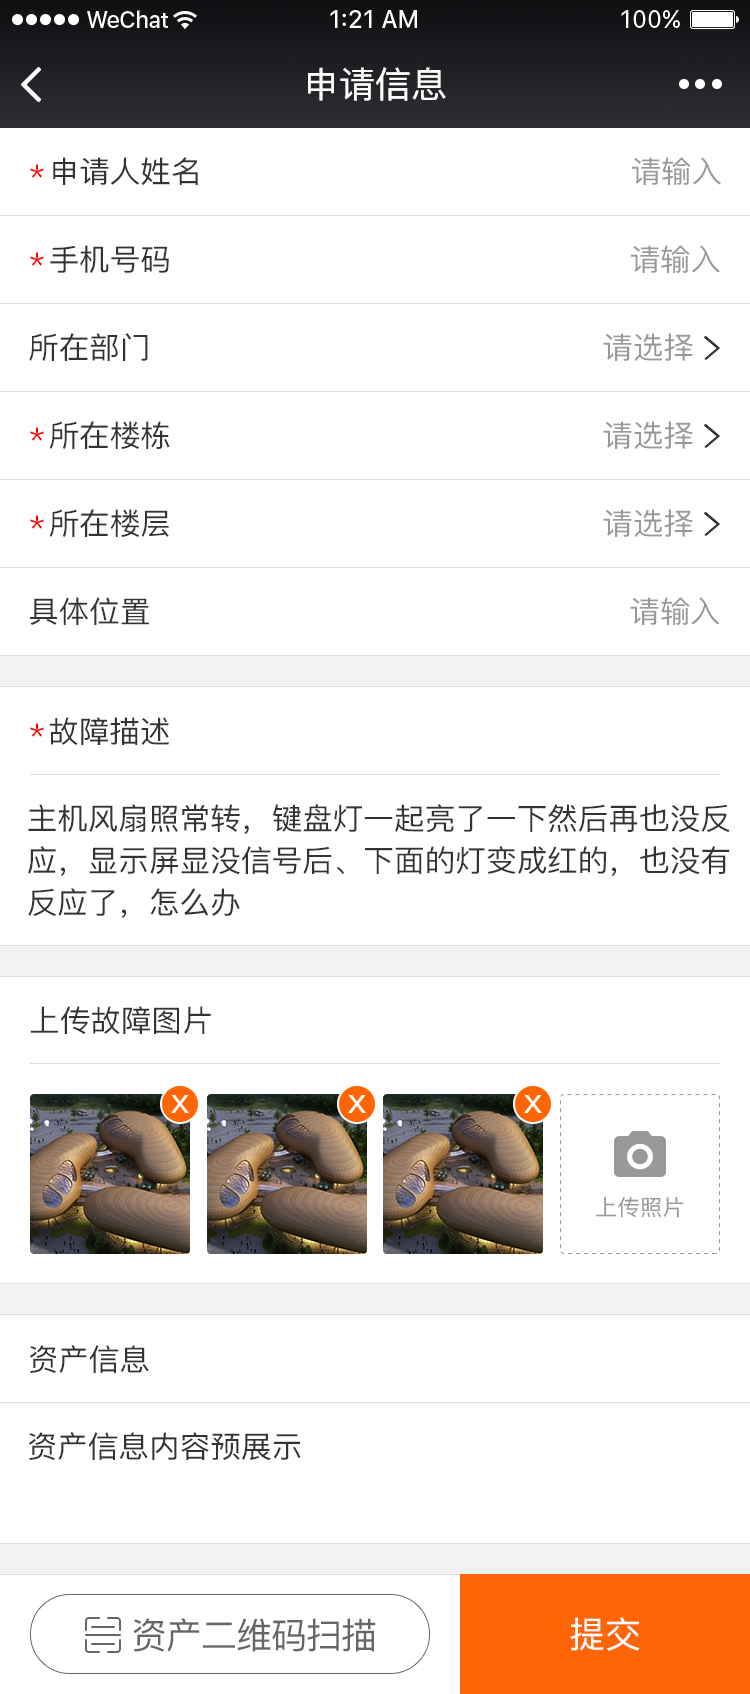 WeChat 1:21 AM 100%
申请信息
*申请人姓名 请输入
*手机号码 请输入
所在部门 请选择
*所在楼栋 请选择
*所在楼层 请选择
具体位置 请输入
*故障描述
主机风扇照常转，键盘灯一起亮了一下然后再也没反
应，显示屏显没信号后、下面的灯变成红的，也没有
反应了，怎么办
上传故障图片
X X X
上传照片
资产信息
资产信息内容预展示
资产二维码扫描 提交